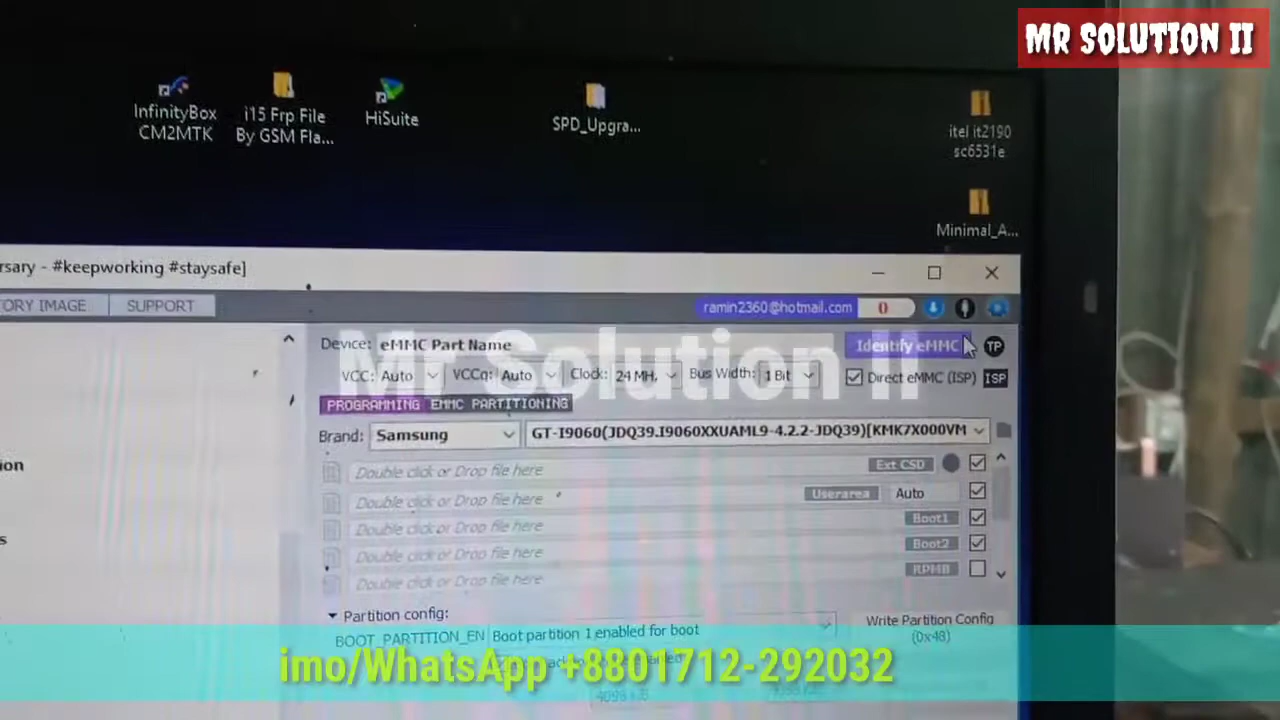 MR SOLUTION II
InfinityBox
CM2MTK
i15 Frp File
By GSM Fla...
HiSuite
SPD_Upgra...
itel it2190
sc6531e
Minimal_A...
rsary - #keepworking #staysafe]
ORY IMAGE
SUPPORT
ramin2360@hotmail.com
0
Device: eMMC Part Name
Identify eMMC
TP
Mr Solution II
VCC: Auto
VCCq: Auto
Clock: 24 MH,
Bus Width: 1 Bit
Direct eMMC (ISP)
ISP
PROGRAMMING
EMMC PARTITIONING
Brand: Samsung
GT-I9060(JDQ39.I9060XXUAML9-4.2.2-JDQ39)[KMK7X000VM
on
Double click or Drop file here
Ext CSD
Double click or Drop file here
Userarea
Auto
Double click or Drop file here
Boot1
s
Double click or Drop file here
Boot2
Double click or Drop file here
RPMB
Partition config:
BOOT_PARTITION_EN
Boot partition 1 enabled for boot
Write Partition Config
(0x48)
imo/WhatsApp +8801712-292032